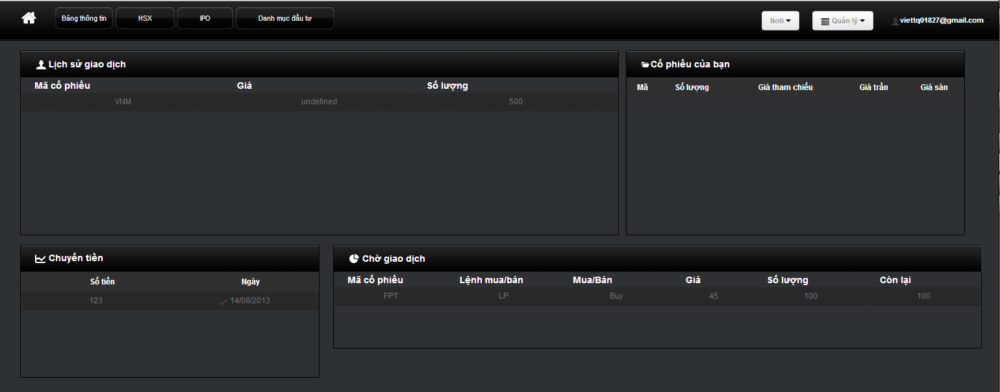 Bảng thông tin HSX IPO Danh mục đầu tư Noti Quản lý viettq01827@gmail.com
Lịch sử giao dịch
Mã cổ phiếu Giá Số lượng
VNM undefined 500
Cổ phiếu của bạn
Mã Số lượng Giá tham chiếu Giá trần Giá sàn
Chuyển tiền
Số tiền Ngày
123 14/08/2013
Chờ giao dịch
Mã cổ phiếu Lệnh mua/bán Mua/Bán Giá Số lượng Còn lại
FPT LP Buy 45 100 100